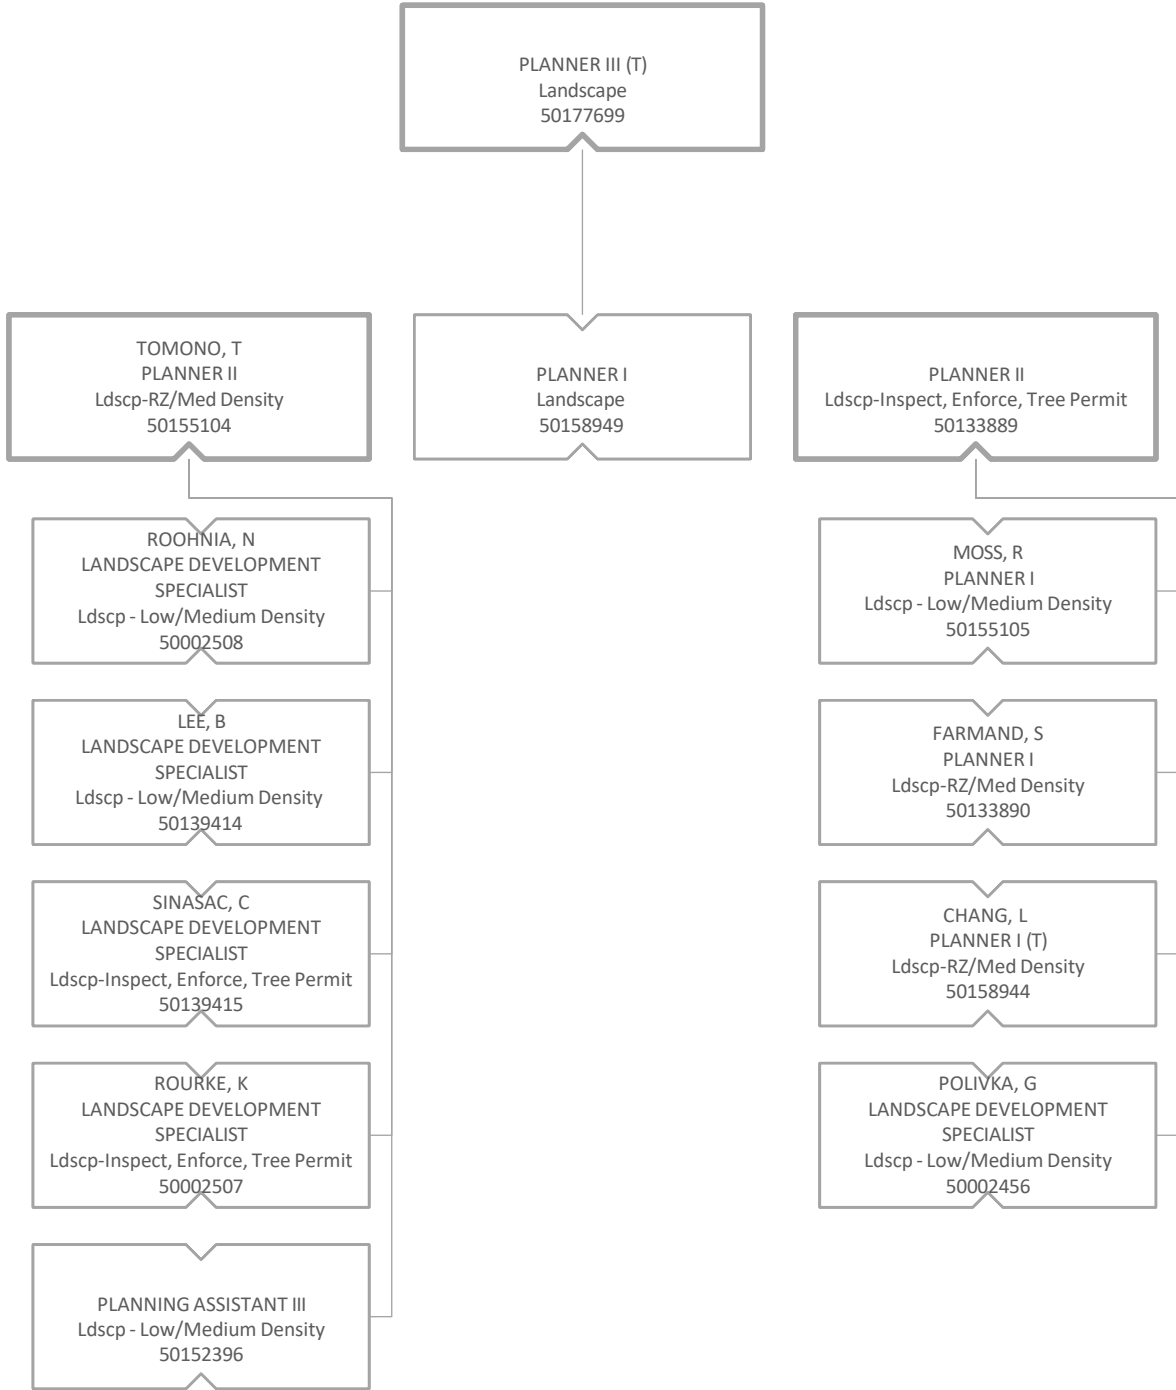 PLANNER III (T)
Landscape
50177699
TOMONO, T
PLANNER II
Ldscp-RZ/Med Density
50155104
PLANNER I
Landscape
50158949
PLANNER II
Ldscp-Inspect, Enforce, Tree Permit
50133889
ROOHNIA, N
LANDSCAPE DEVELOPMENT
SPECIALIST
Ldscp - Low/Medium Density
50002508
LEE, B
LANDSCAPE DEVELOPMENT
SPECIALIST
Ldscp - Low/Medium Density
50139414
SINASAC, C
LANDSCAPE DEVELOPMENT
SPECIALIST
Ldscp-Inspect, Enforce, Tree Permit
50139415
ROURKE, K
LANDSCAPE DEVELOPMENT
SPECIALIST
Ldscp-Inspect, Enforce, Tree Permit
50002507
PLANNING ASSISTANT III
Ldscp - Low/Medium Density
50152396
MOSS, R
PLANNER I
Ldscp - Low/Medium Density
50155105
FARMAND, S
PLANNER I
Ldscp-RZ/Med Density
50133890
CHANG, L
PLANNER I (T)
Ldscp-RZ/Med Density
50158944
POLIVKA, G
LANDSCAPE DEVELOPMENT
SPECIALIST
Ldscp - Low/Medium Density
50002456